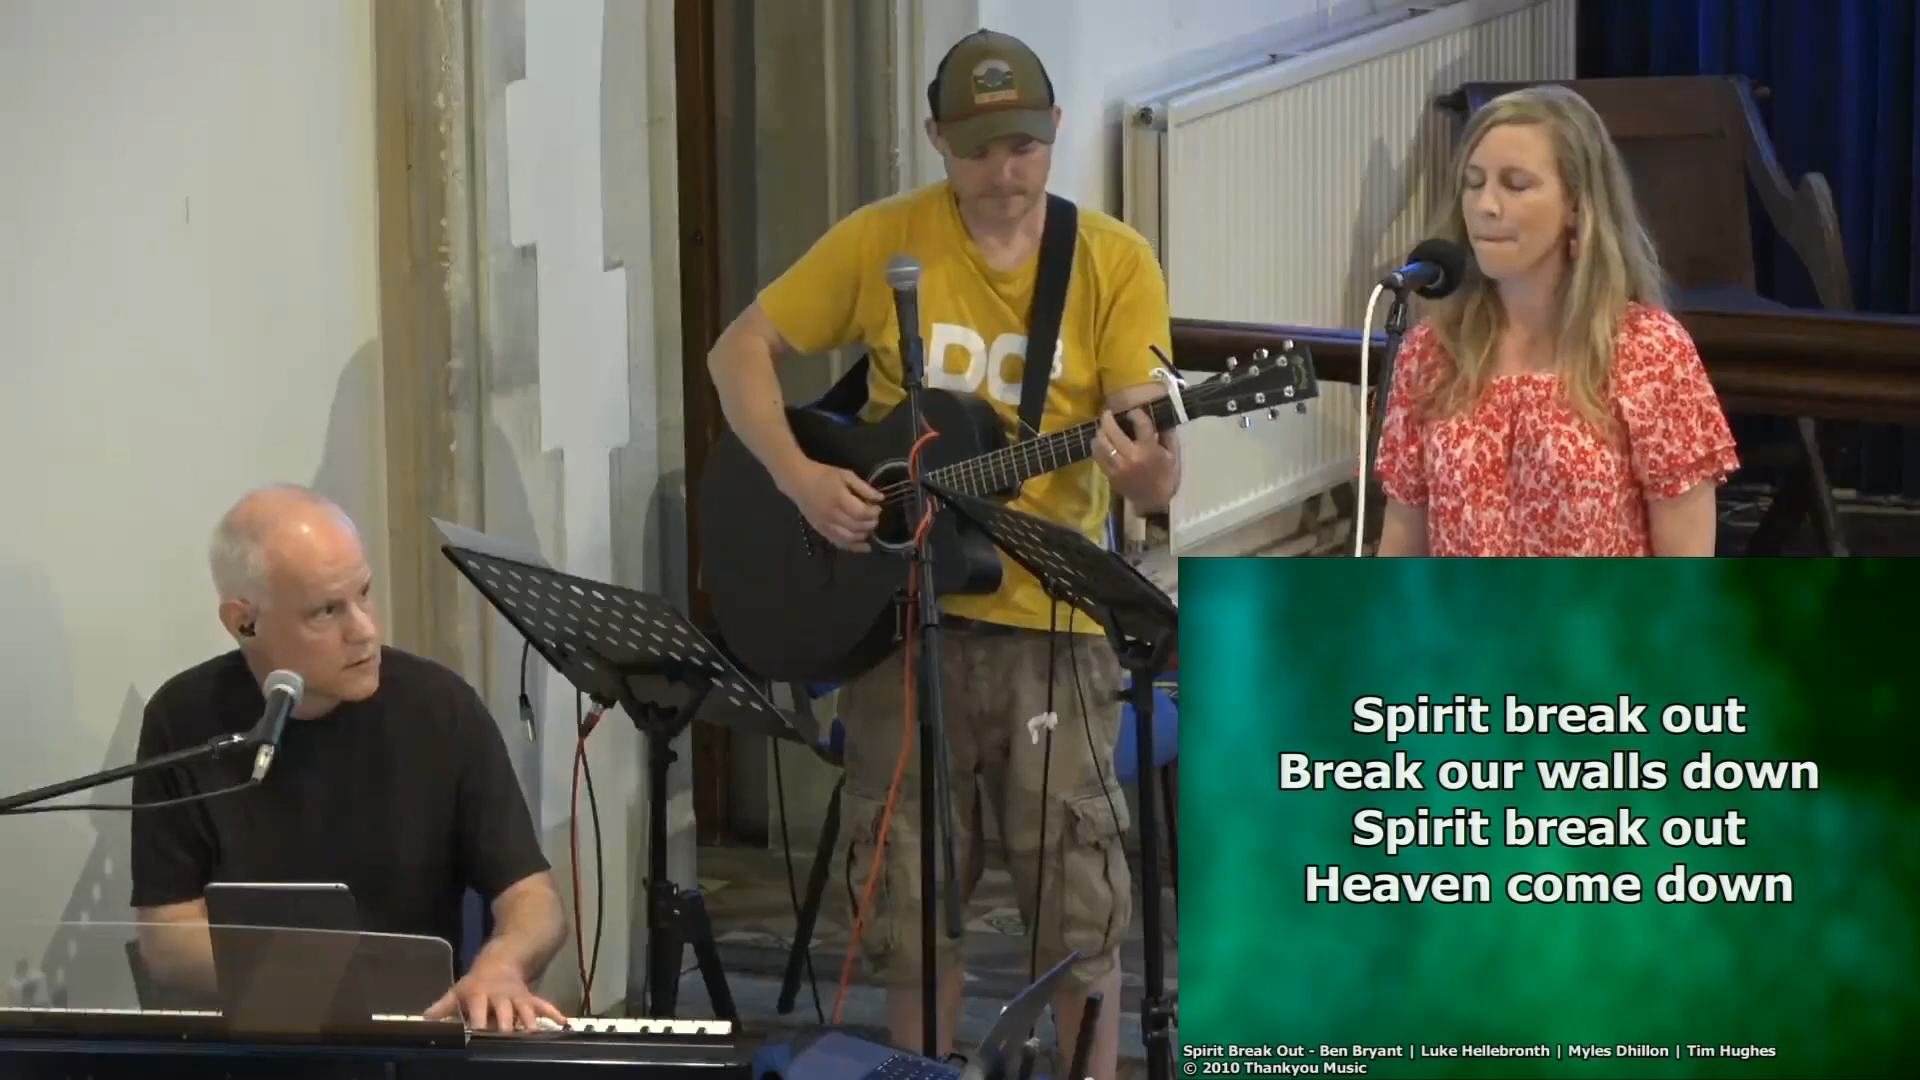 DC3
Spirit break out
Break our walls down
Spirit break out
Heaven come down
Spirit Break Out - Ben Bryant | Luke Hellebronth | Myles Dhillon | Tim Hughes
© 2010 Thankyou Music